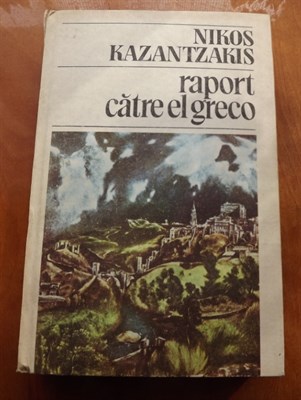 NIKOS
KAZANTZAKIS
raport
către el greco